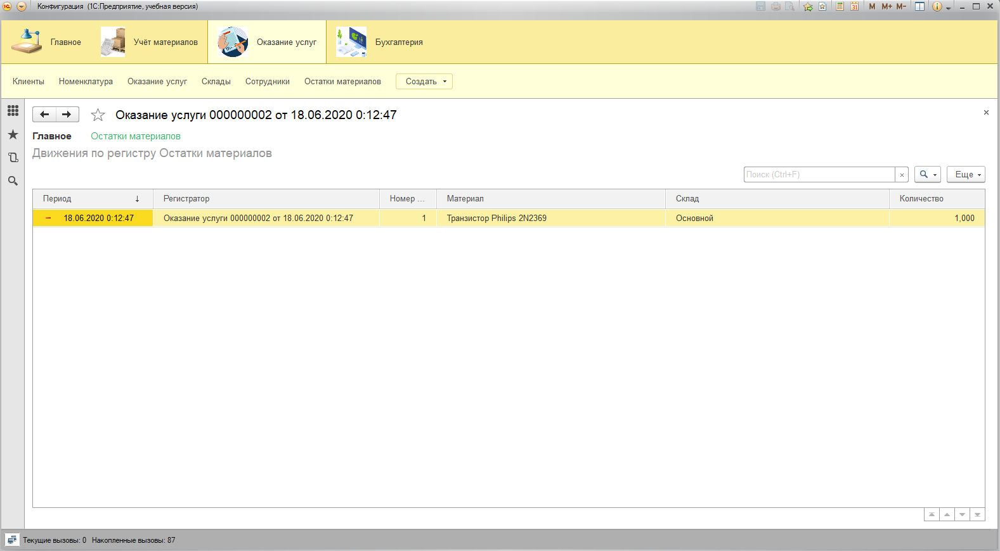 Конфигурация (1С:Предприятие, учебная версия)
31 M M+ M-
Главное Учёт материалов Оказание услуг Бухгалтерия
Клиенты Номенклатура Оказание услуг Склады Сотрудники Остатки материалов Создать
Оказание услуги 000000002 от 18.06.2020 0:12:47
Главное Остатки материалов
Движения по регистру Остатки материалов
Поиск (Ctrl+F) × Еще
Период ↓ Регистратор Номер ... Материал Склад Количество
18.06.2020 0:12:47 Оказание услуги 000000002 от 18.06.2020 0:12:47 1 Транзистор Philips 2N2369 Основной 1,000
Текущие вызовы: 0 Накопленные вызовы: 87